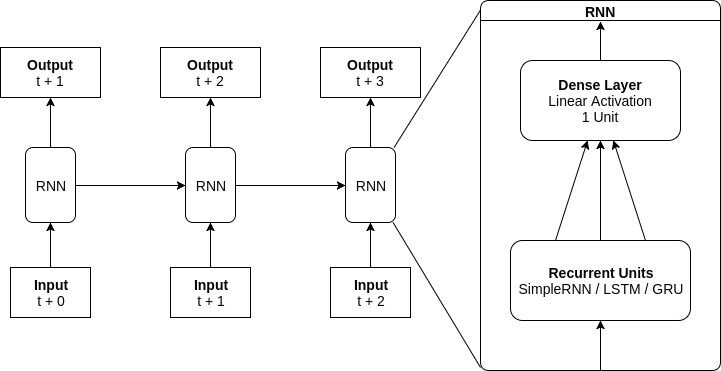 RNN
Output
t + 1
Output
t + 2
Output
t + 3
Dense Layer
Linear Activation
1 Unit
RNN
RNN
RNN
Input
t + 0
Input
t + 1
Input
t + 2
Recurrent Units
SimpleRNN / LSTM / GRU